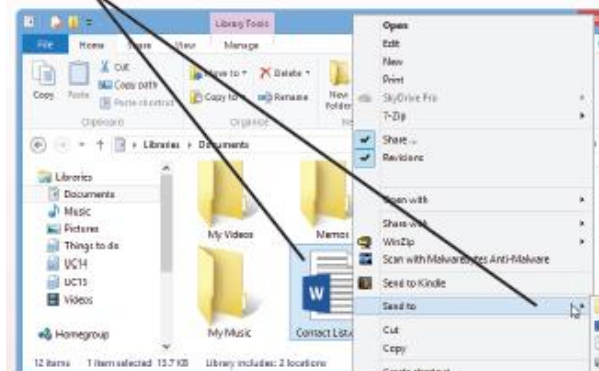 Library Tools
File Home Share View Manage
Copy
Paste
Cut
Copy path
Paste shortcut
Move to
Copy to
Delete
Rename
New
Folder
Clipboard
Organise
Libraries Documents
Libraries
Documents
Music
Pictures
Things to do
UC14
UC15
Videos
Homegroup
My Videos
Memos
My Music
Contact List
12 items 1 item selected 13.7 KB Library includes: 2 locations
Open
Edit
New
Print
SkyDrive Pro
7-Zip
Share ...
Revisions
Open with
Share with
WinZip
Scan with Malwarebytes Anti-Malware
Send to Kindle
Send to
Cut
Copy
Create shortcut